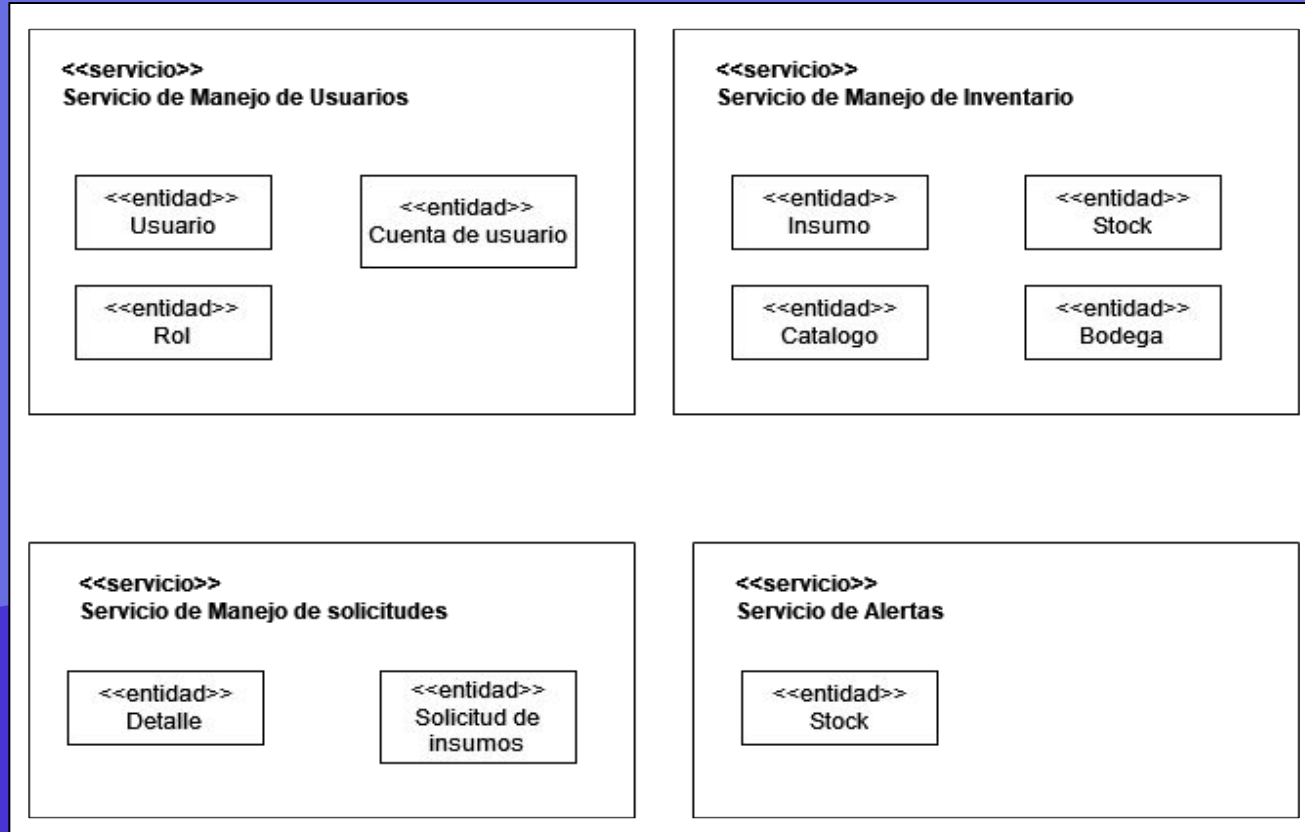 <<servicio>>
Servicio de Manejo de Usuarios
<<entidad>>
Usuario
<<entidad>>
Cuenta de usuario
<<entidad>>
Rol
<<servicio>>
Servicio de Manejo de Inventario
<<entidad>>
Insumo
<<entidad>>
Stock
<<entidad>>
Catalogo
<<entidad>>
Bodega
<<servicio>>
Servicio de Manejo de solicitudes
<<entidad>>
Detalle
<<entidad>>
Solicitud de
insumos
<<servicio>>
Servicio de Alertas
<<entidad>>
Stock